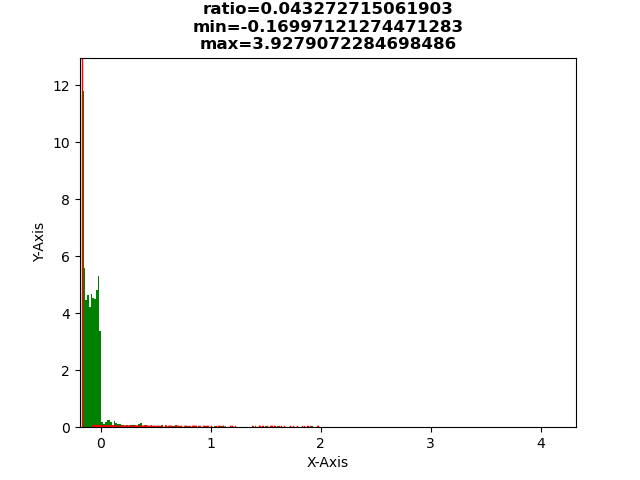 ratio=0.043272715061903
min=-0.16997121274471283
max=3.9279072284698486
12
10
8
6
4
2
0
Y-Axis
0 1 2 3 4
X-Axis